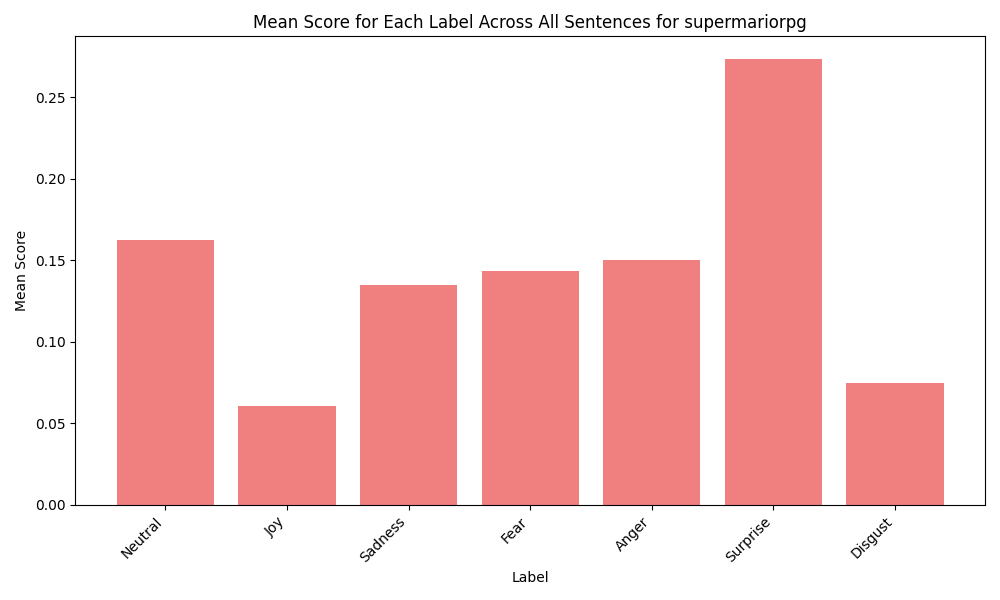 Mean Score for Each Label Across All Sentences for supermariorpg
Mean Score
0.25
0.20
0.15
0.10
0.05
0.00
Neutral
Joy
Sadness
Fear
Anger
Surprise
Disgust
Label